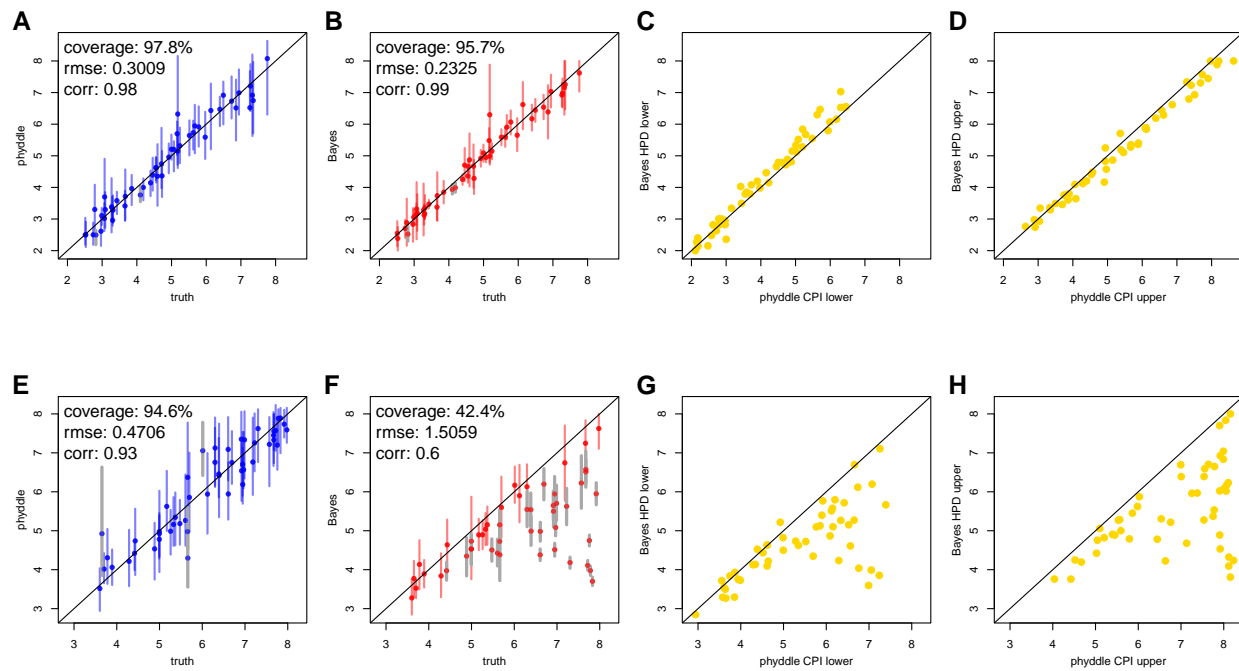 A
coverage: 97.8%
rmse: 0.3009
corr: 0.98
phyddle
2 3 4 5 6 7 8
2 3 4 5 6 7 8
truth
B
coverage: 95.7%
rmse: 0.2325
corr: 0.99
Bayes
2 3 4 5 6 7 8
2 3 4 5 6 7 8
truth
C
Bayes HPD lower
2 3 4 5 6 7 8
2 3 4 5 6 7 8
phyddle CPI lower
D
Bayes HPD upper
2 3 4 5 6 7 8
2 3 4 5 6 7 8
phyddle CPI upper
E
coverage: 94.6%
rmse: 0.4706
corr: 0.93
phyddle
3 4 5 6 7 8
3 4 5 6 7 8
truth
F
coverage: 42.4%
rmse: 1.5059
corr: 0.6
Bayes
3 4 5 6 7 8
3 4 5 6 7 8
truth
G
Bayes HPD lower
3 4 5 6 7 8
3 4 5 6 7 8
phyddle CPI lower
H
Bayes HPD upper
3 4 5 6 7 8
3 4 5 6 7 8
phyddle CPI upper